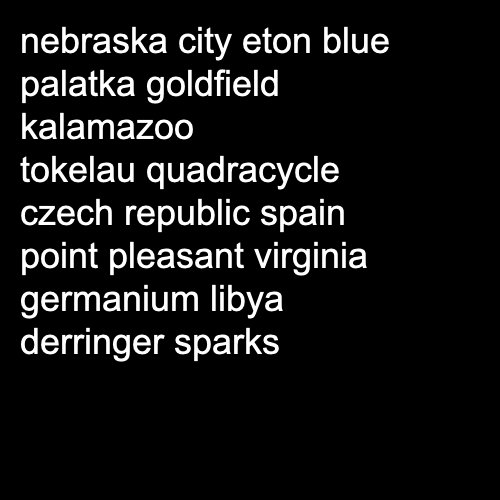 nebraska city eton blue
palatka goldfield
kalamazoo
tokelau quadracycle
czech republic spain
point pleasant virginia
germanium libya
derringer sparks